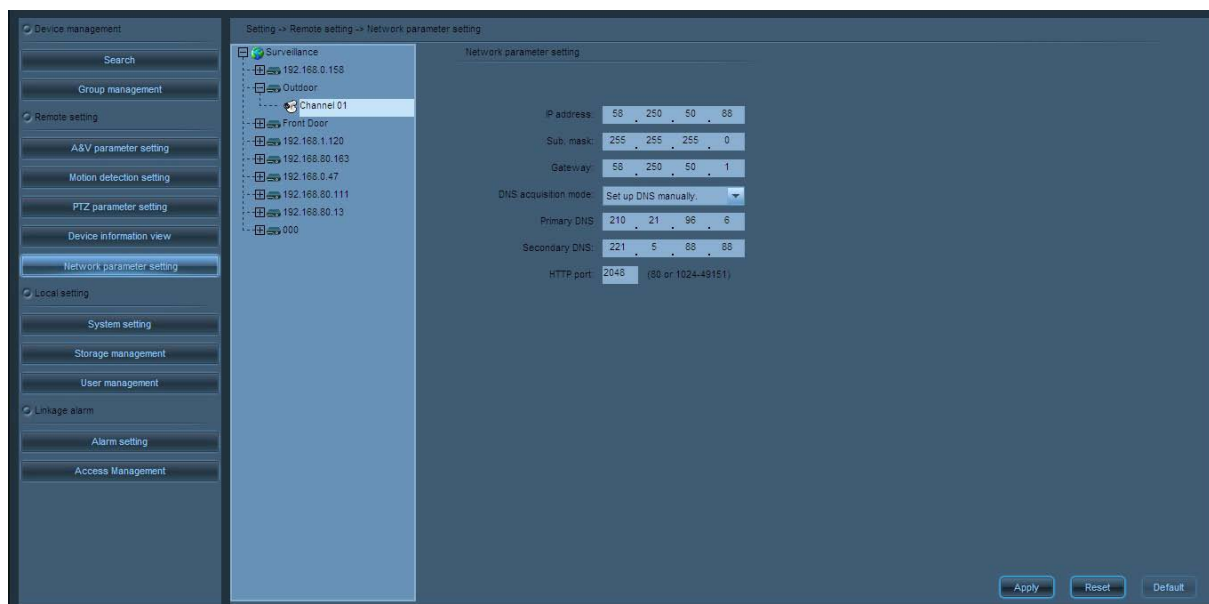 Setting -> Remote setting -> Network parameter setting
Device management
Search
Group management
Remote setting
A&V parameter setting
Motion detection setting
PTZ parameter setting
Device information view
Network parameter setting
Local setting
System setting
Storage management
User management
Linkage alarm
Alarm setting
Access Management
Surveillance
192.168.0.158
Outdoor
Channel 01
Front Door
192.168.1.120
192.168.80.163
192.168.0.47
192.168.80.111
192.168.80.13
000
Network parameter setting
IP address: 58 . 250 . 50 . 88
Sub. mask: 255 . 255 . 255 . 0
Gateway: 58 . 250 . 50 . 1
DNS acquisition mode: Set up DNS manually.
Primary DNS 210 . 21 . 96 . 6
Secondary DNS: 221 . 5 . 88 . 88
HTTP port: 2048 (80 or 1024-49151)
Apply Reset Default